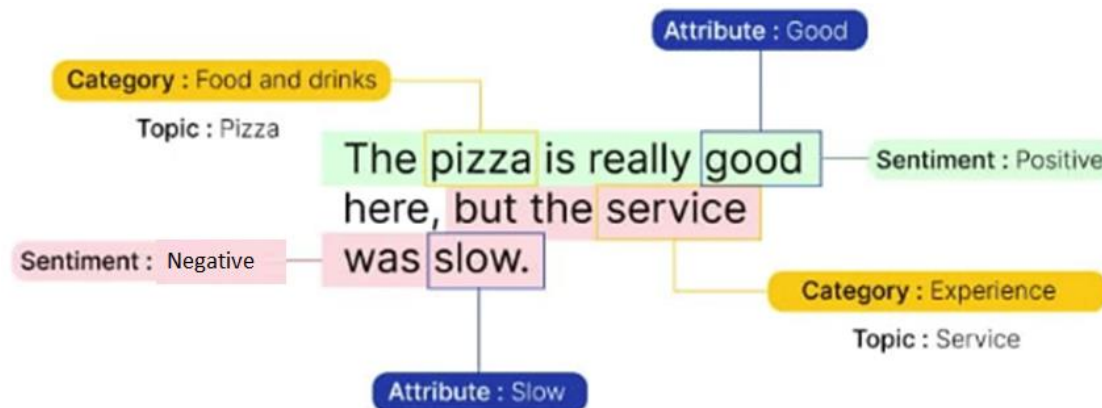 Attribute : Good
Category : Food and drinks
Topic : Pizza
The pizza is really good
here, but the service
was slow.
Sentiment : Positive
Sentiment : Negative
Category : Experience
Topic : Service
Attribute : Slow